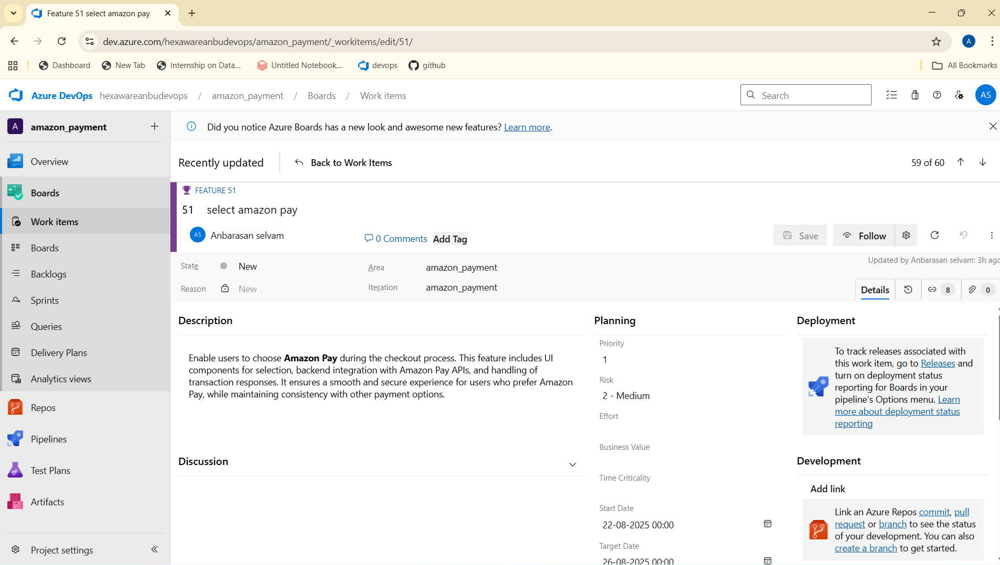 Feature 51 select amazon pay
dev.azure.com/hexawareanbudevops/amazon_payment/_workitems/edit/51/
A
Dashboard
New Tab
Internship on Data...
Untitled Notebook...
devops
github
All Bookmarks
Azure DevOps hexawareanbudevops / amazon_payment / Boards / Work items
Search
AS
A amazon_payment
Did you notice Azure Boards has a new look and awesome new features? Learn more.
Overview
Boards
Work items
Boards
Backlogs
Sprints
Queries
Delivery Plans
Analytics views
Repos
Pipelines
Test Plans
Artifacts
Project settings
Recently updated
Back to Work Items
59 of 60
FEATURE 51
51 select amazon pay
AS Anbarasan selvam
0 Comments
Add Tag
Save
Follow
State New
Area amazon_payment
Updated by Anbarasan selvam: 3h ago
Reason New
Iteration amazon_payment
Details
8
0
Description
Enable users to choose Amazon Pay during the checkout process. This feature includes UI
components for selection, backend integration with Amazon Pay APIs, and handling of
transaction responses. It ensures a smooth and secure experience for users who prefer Amazon
Pay, while maintaining consistency with other payment options.
Discussion
Planning
Priority
1
Risk
2 - Medium
Effort
Business Value
Time Criticality
Start Date
22-08-2025 00:00
Target Date
26-08-2025 00:00
Deployment
To track releases associated with
this work item, go to Releases and
turn on deployment status
reporting for Boards in your
pipeline's Options menu. Learn
more about deployment status
reporting
Development
Add link
Link an Azure Repos commit, pull
request or branch to see the status
of your development. You can also
create a branch to get started.